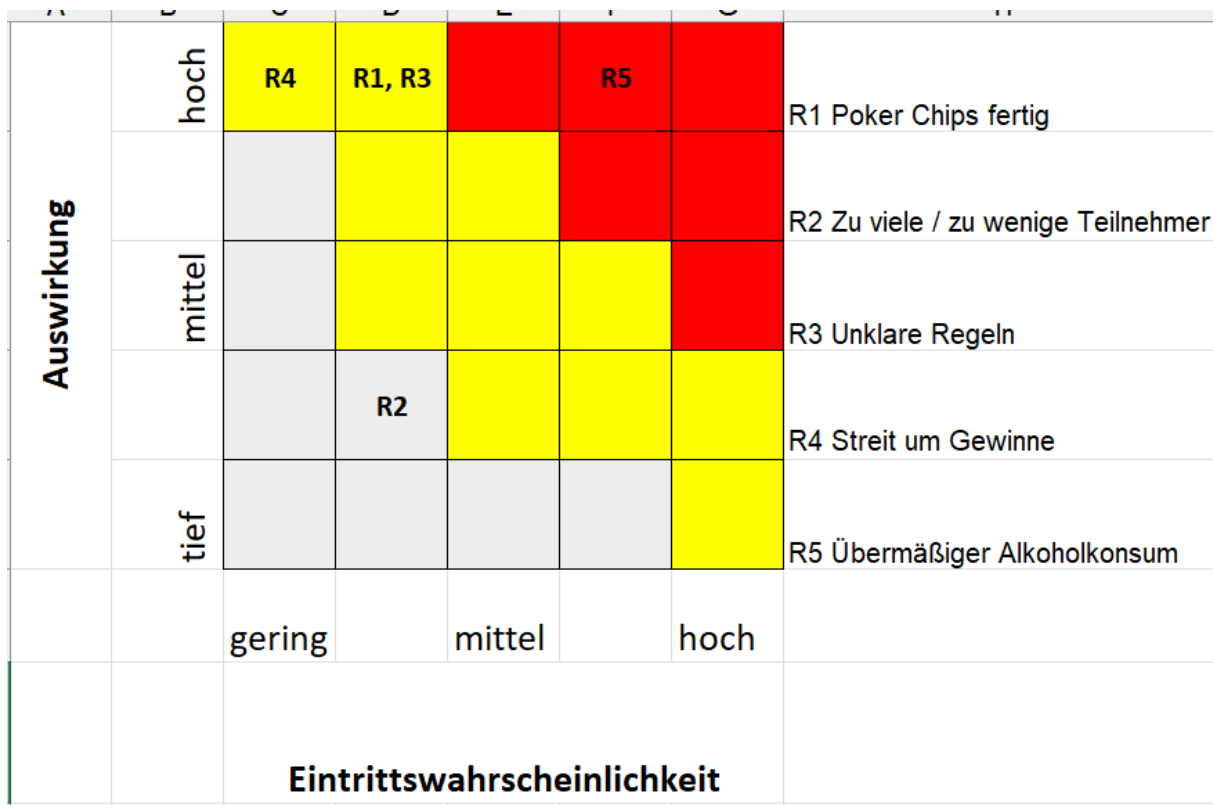 hoch
R4
R1, R3
R5
R1 Poker Chips fertig
R2 Zu viele / zu wenige Teilnehmer
Auswirkung
mittel
R3 Unklare Regeln
R2
R4 Streit um Gewinne
tief
R5 Übermäßiger Alkoholkonsum
gering
mittel
hoch
Eintrittswahrscheinlichkeit